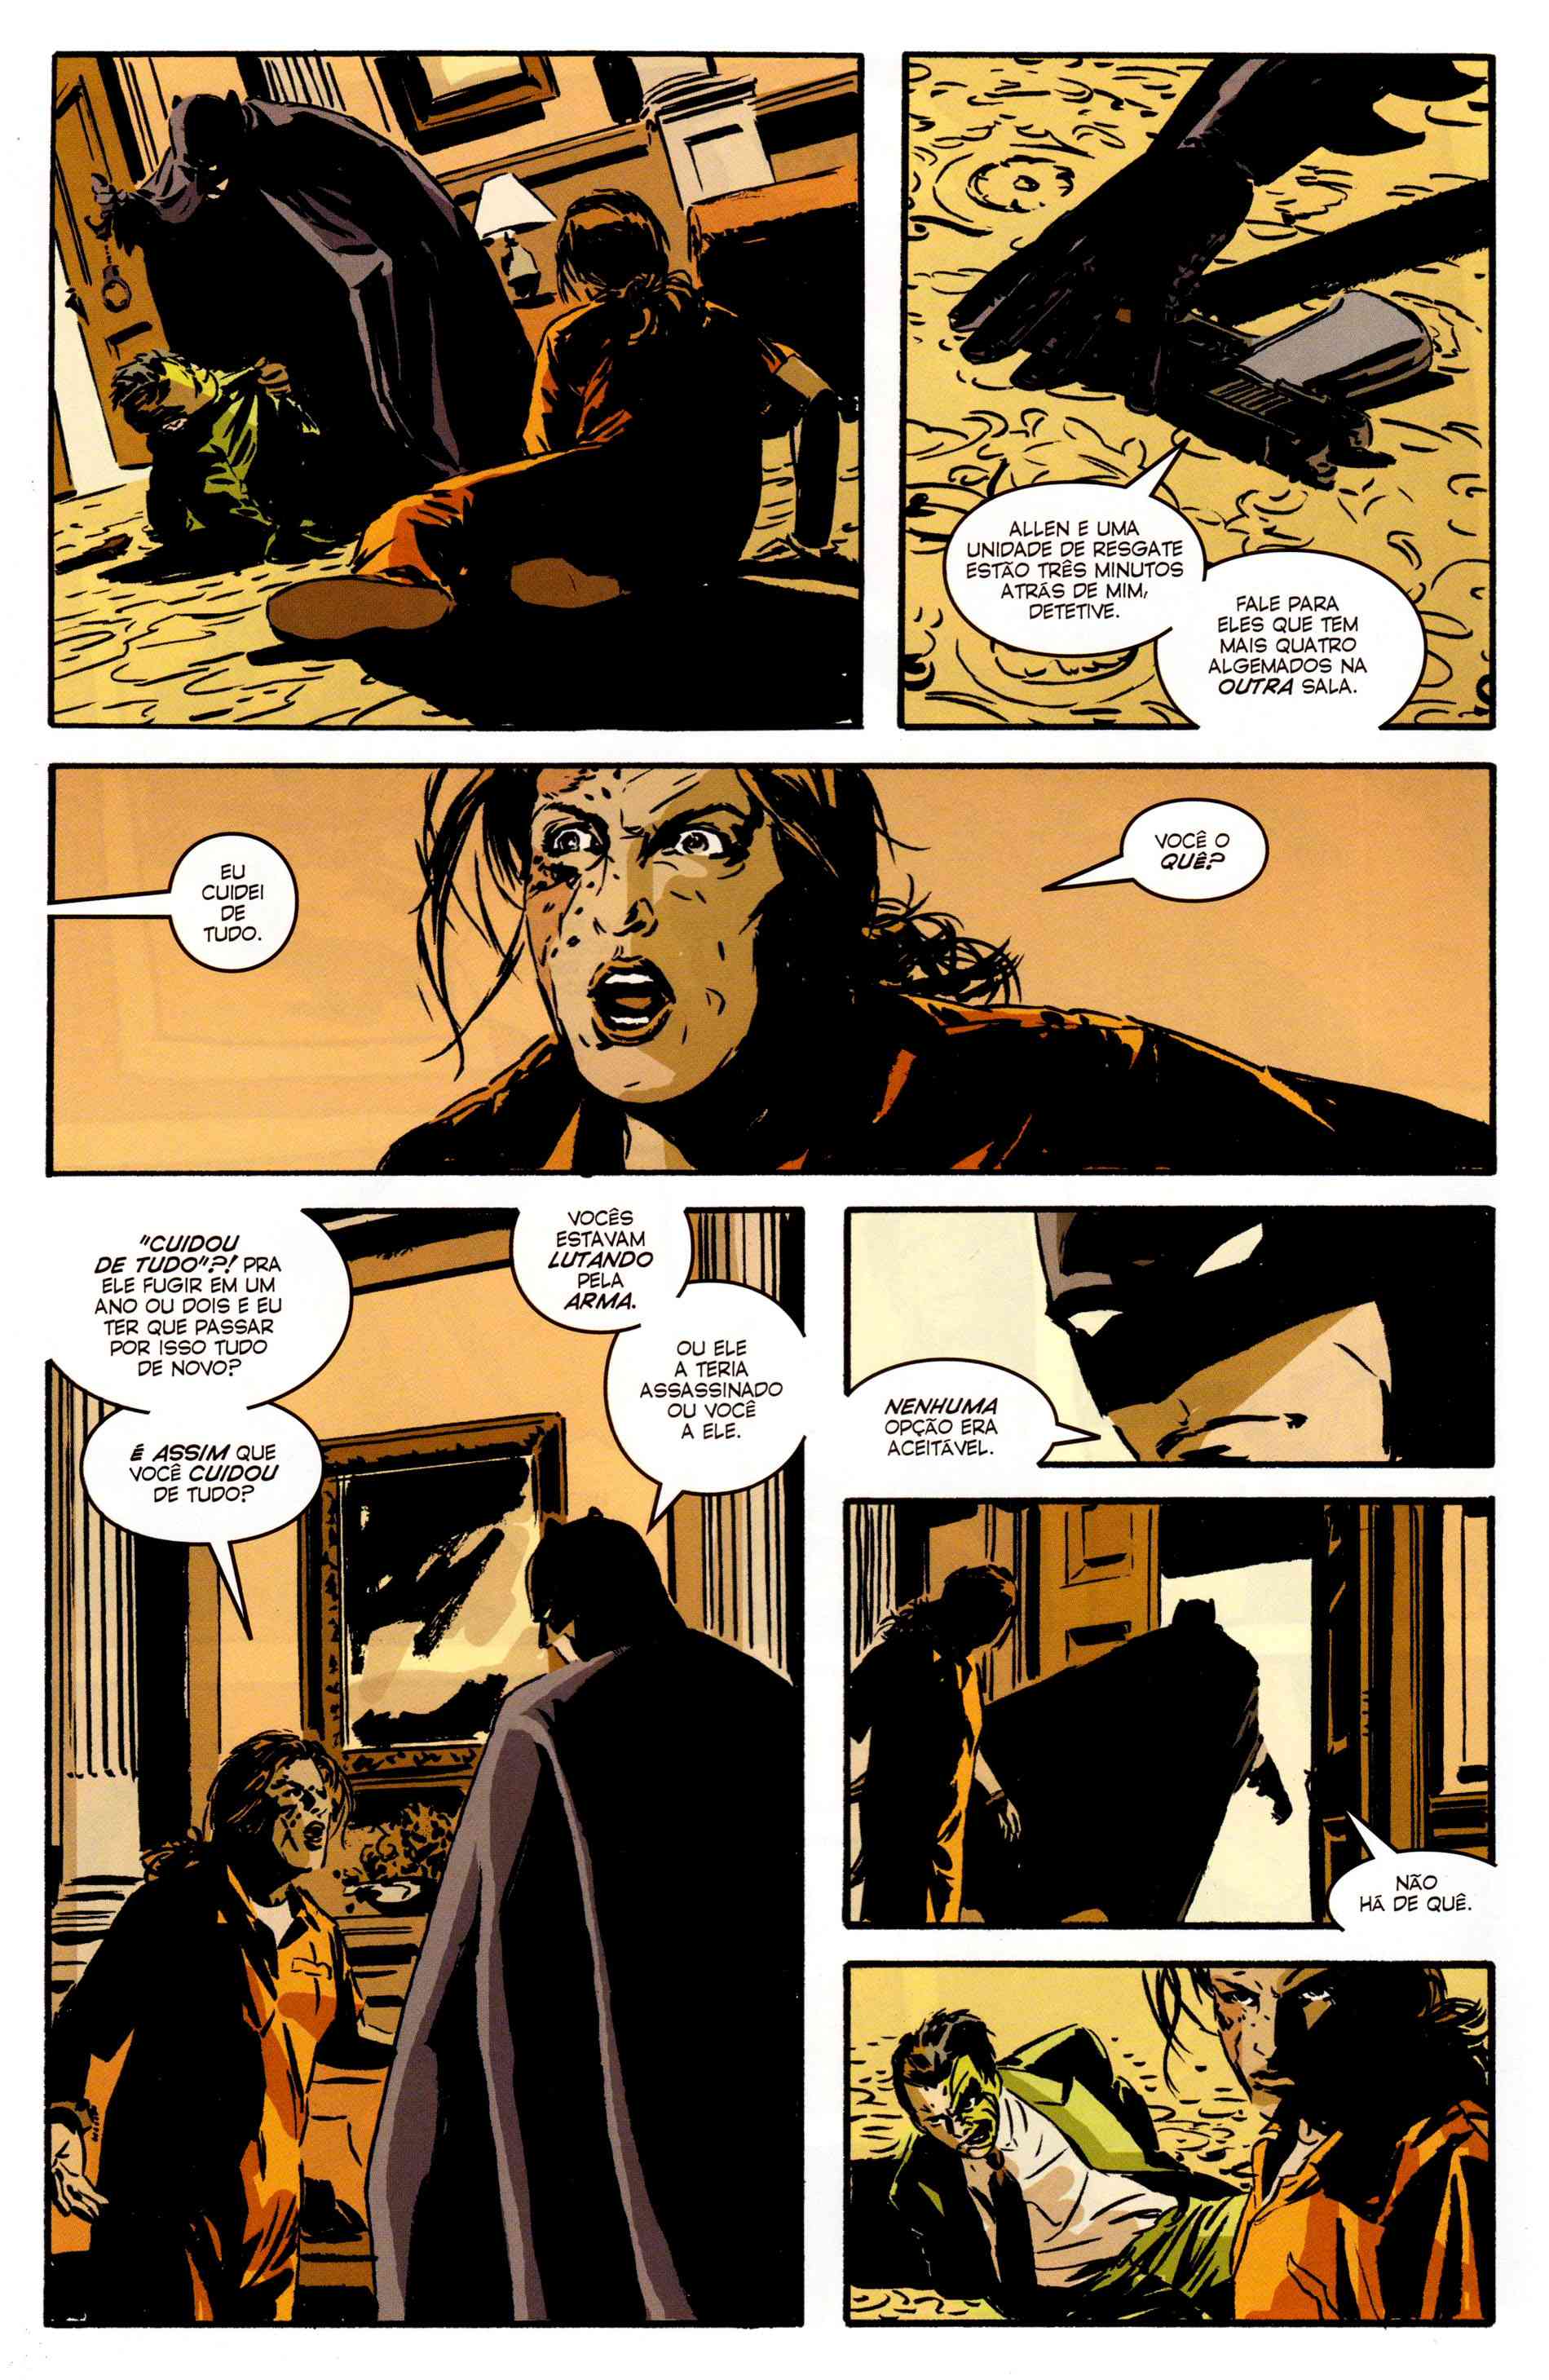 ALLEN E UMA
UNIDADE DE RESGATE
ESTÃO TRÊS MINUTOS
ATRÁS DE MIM,
DETETIVE.
FALE PARA
ELES QUE TEM
MAIS QUATRO
ALGEMADOS NA
OUTRA SALA.
EU
CUIDEI
DE
TUDO.
VOCÊ O
QUÊ?
"CUIDOU
DE TUDO"?! PRA
ELE FUGIR EM UM
ANO OU DOIS E EU
TER QUE PASSAR
POR ISSO TUDO
DE NOVO?
É ASSIM QUE
VOCÊ CUIDOU
DE TUDO?
VOCÊS
ESTAVAM
LUTANDO
PELA
ARMA.
OU ELE
A TERIA
ASSASSINADO
OU VOCÊ
A ELE.
NENHUMA
OPÇÃO ERA
ACEITÁVEL.
NÃO
HÁ DE QUÊ.